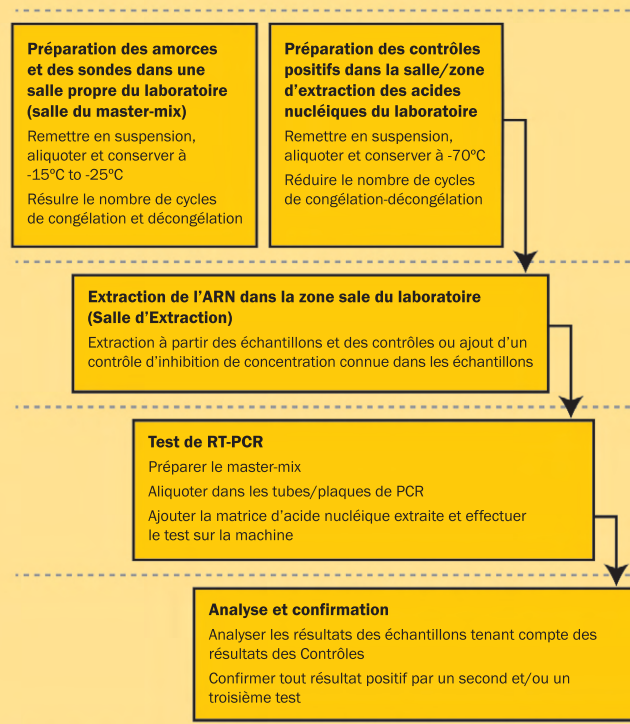 Préparation des amorces
et des sondes dans une
salle propre du laboratoire
(salle du master-mix)
Remettre en suspension,
aliquoter et conserver à
-15ºC to -25ºC
Résulre le nombre de cycles
de congélation et décongélation
Préparation des contrôles
positifs dans la salle/zone
d’extraction des acides
nucléiques du laboratoire
Remettre en suspension,
aliquoter et conserver à -70ºC
Réduire le nombre de cycles
de congélation-décongélation
Extraction de l’ARN dans la zone sale du laboratoire
(Salle d’Extraction)
Extraction à partir des échantillons et des contrôles ou ajout d’un
contrôle d’inhibition de concentration connue dans les échantillons
Test de RT-PCR
Préparer le master-mix
Aliquoter dans les tubes/plaques de PCR
Ajouter la matrice d’acide nucléique extraite et effectuer
le test sur la machine
Analyse et confirmation
Analyser les résultats des échantillons tenant compte des
résultats des Contrôles
Confirmer tout résultat positif par un second et/ou un
troisième test